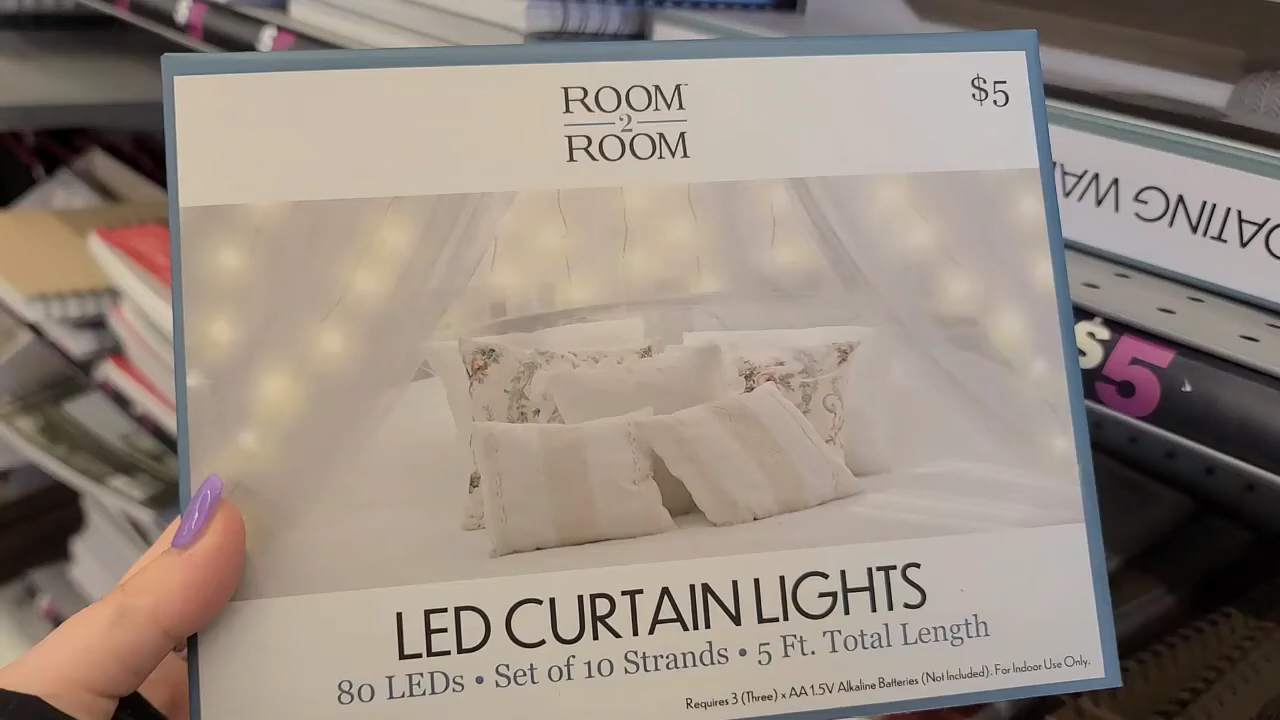 ROOM
2
ROOM
$5
$5
LED CURTAIN LIGHTS
80 LEDs • Set of 10 Strands • 5 Ft. Total Length
Requires 3 (Three) x AA 1.5V Alkaline Batteries (Not Included). For Indoor Use Only.